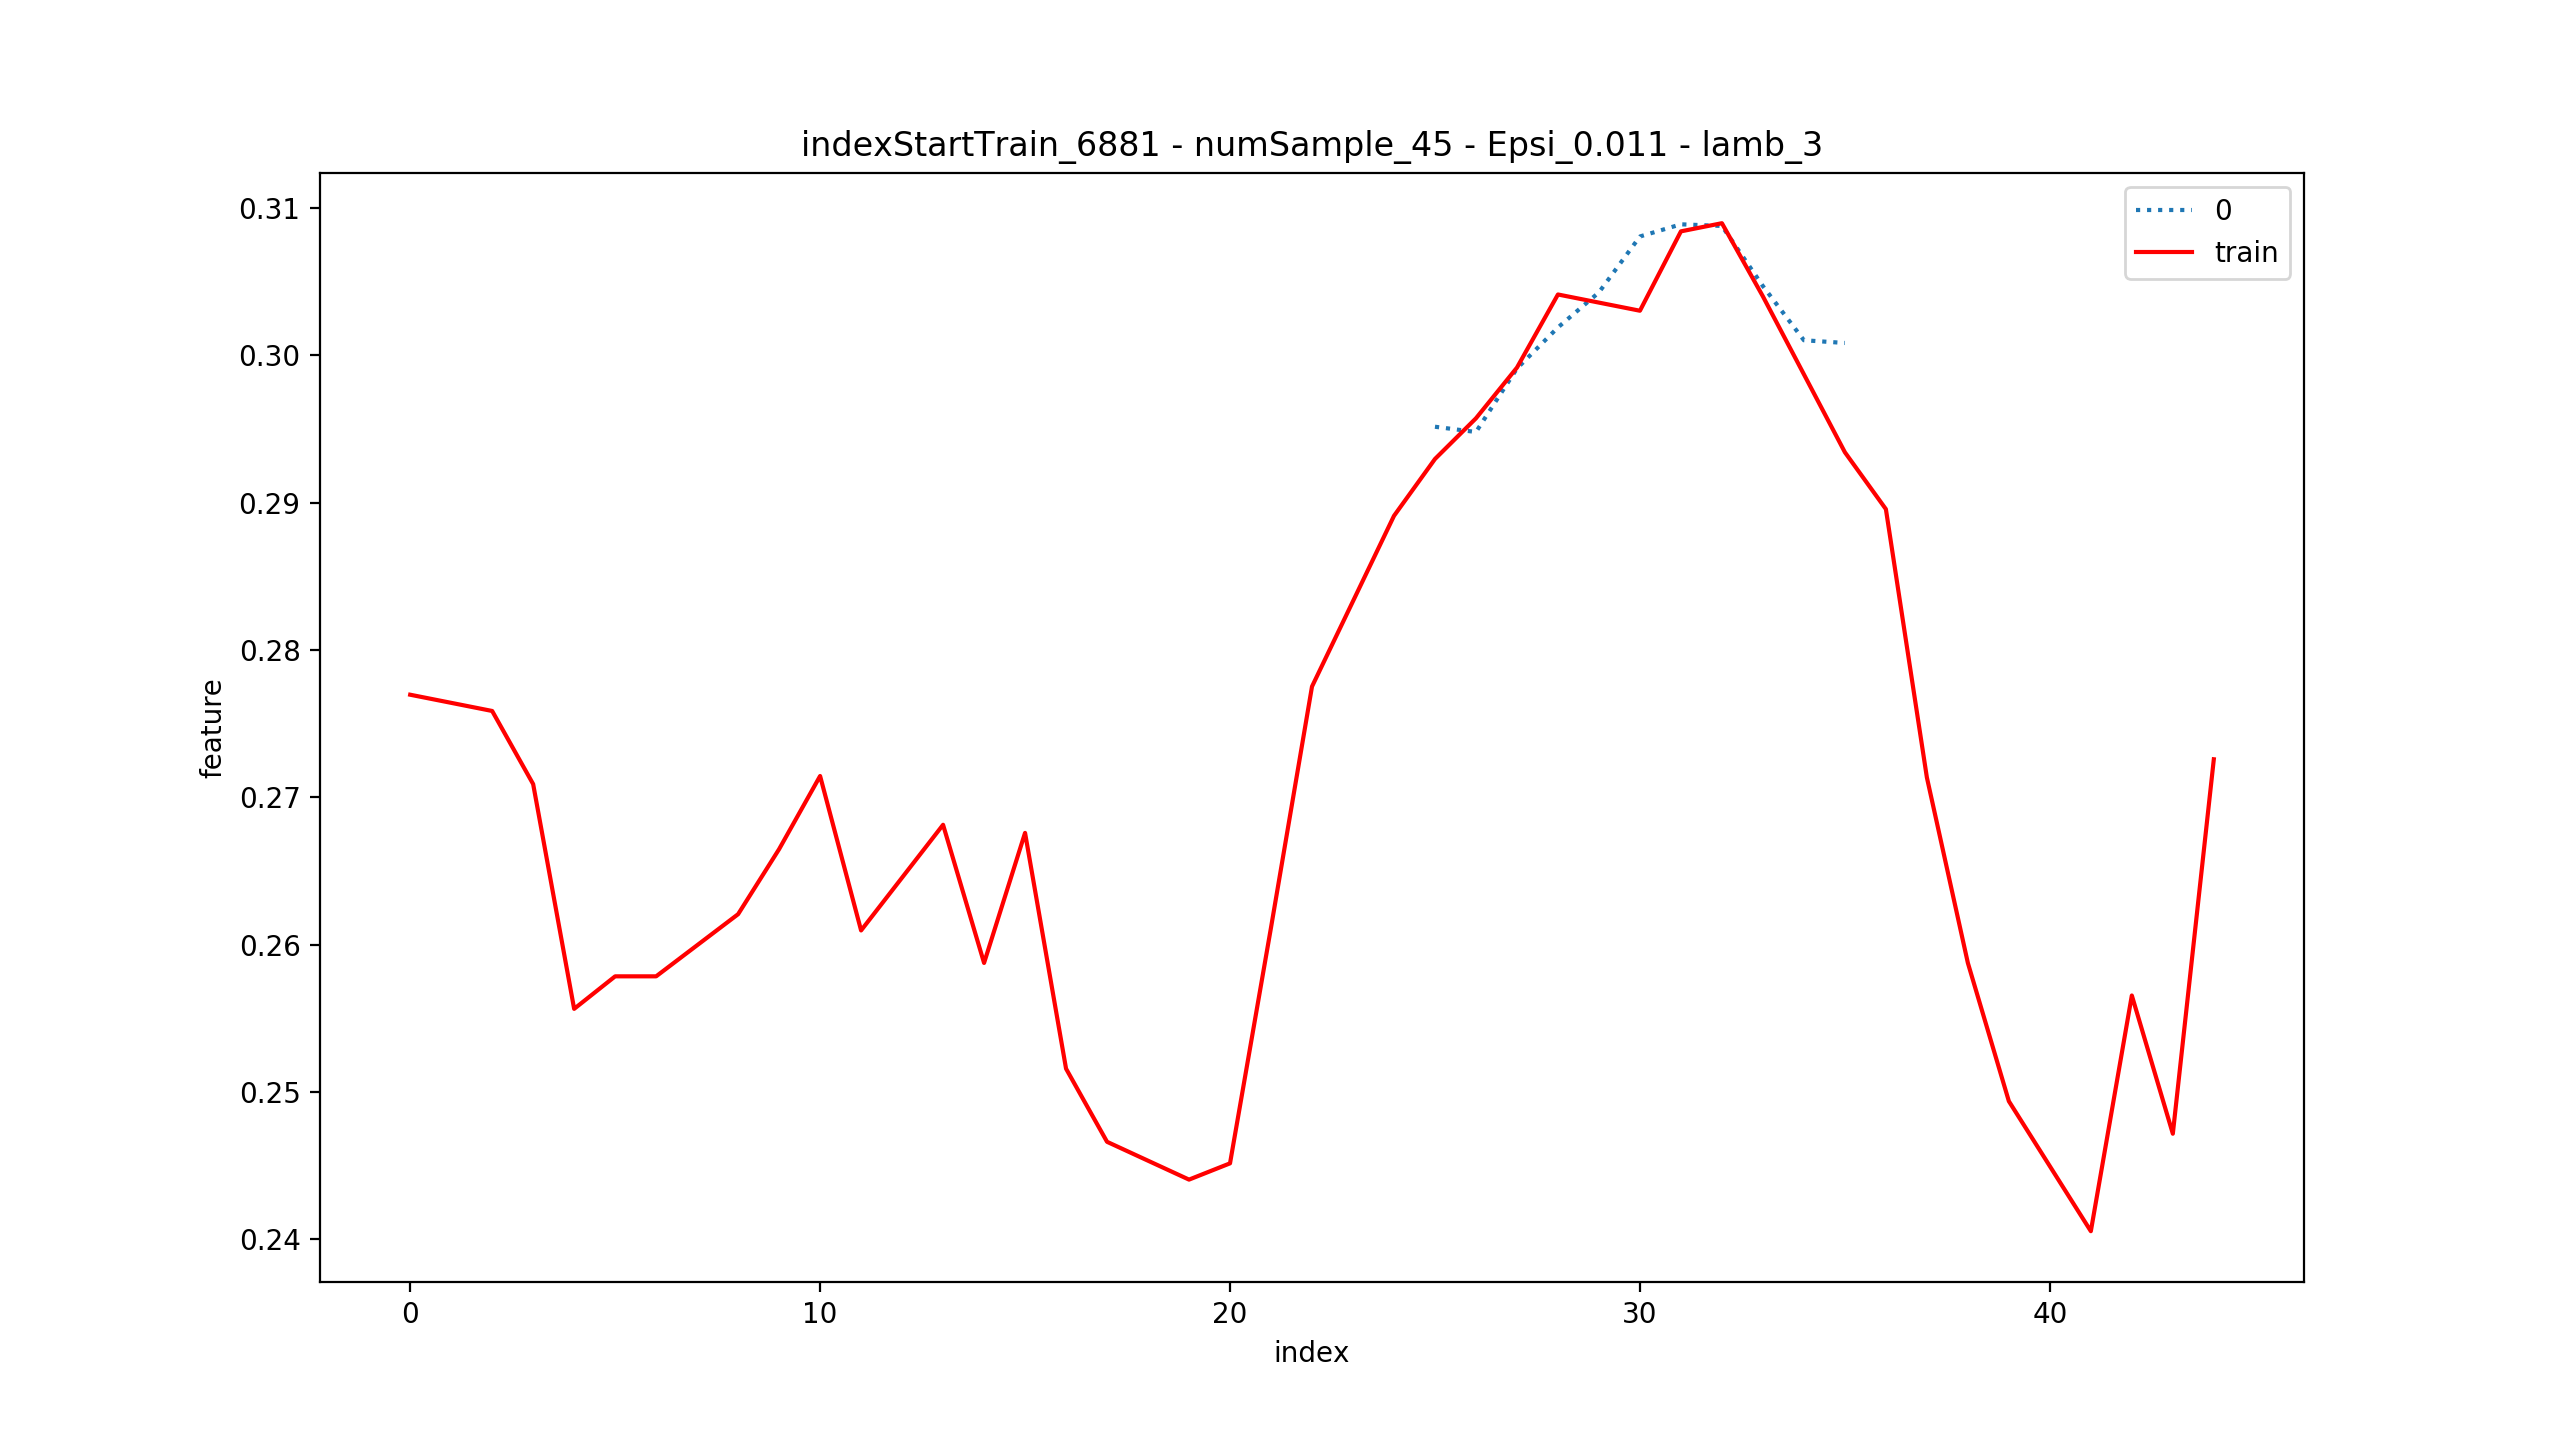 indexStartTrain_6881 - numSample_45 - Epsi_0.011 - lamb_3
0
train
0.31
0.30
0.29
0.28
0.27
0.26
0.25
0.24
feature
0 10 20 30 40
index